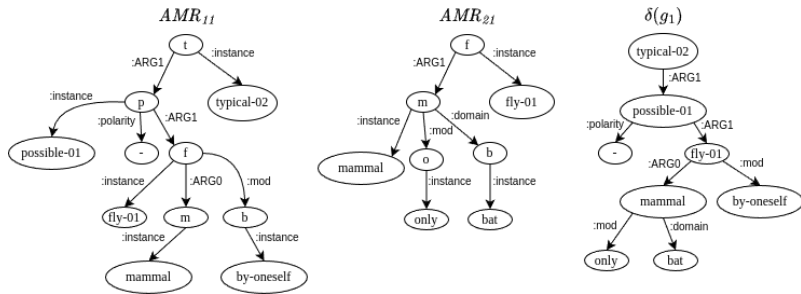 AMR₁₁
t
:ARG1
:instance
p
typical-02
:instance
:polarity
:ARG1
possible-01
-
f
:instance
:ARG0
:mod
fly-01
m
b
:instance
:instance
mammal
by-oneself
AMR₂₁
f
:ARG1
:instance
m
fly-01
:instance
:mod
:domain
mammal
o
b
:instance
:instance
only
bat
δ(g₁)
typical-02
:ARG1
possible-01
:polarity
:ARG1
-
fly-01
:ARG0
:mod
mammal
by-oneself
:mod
:domain
only
bat